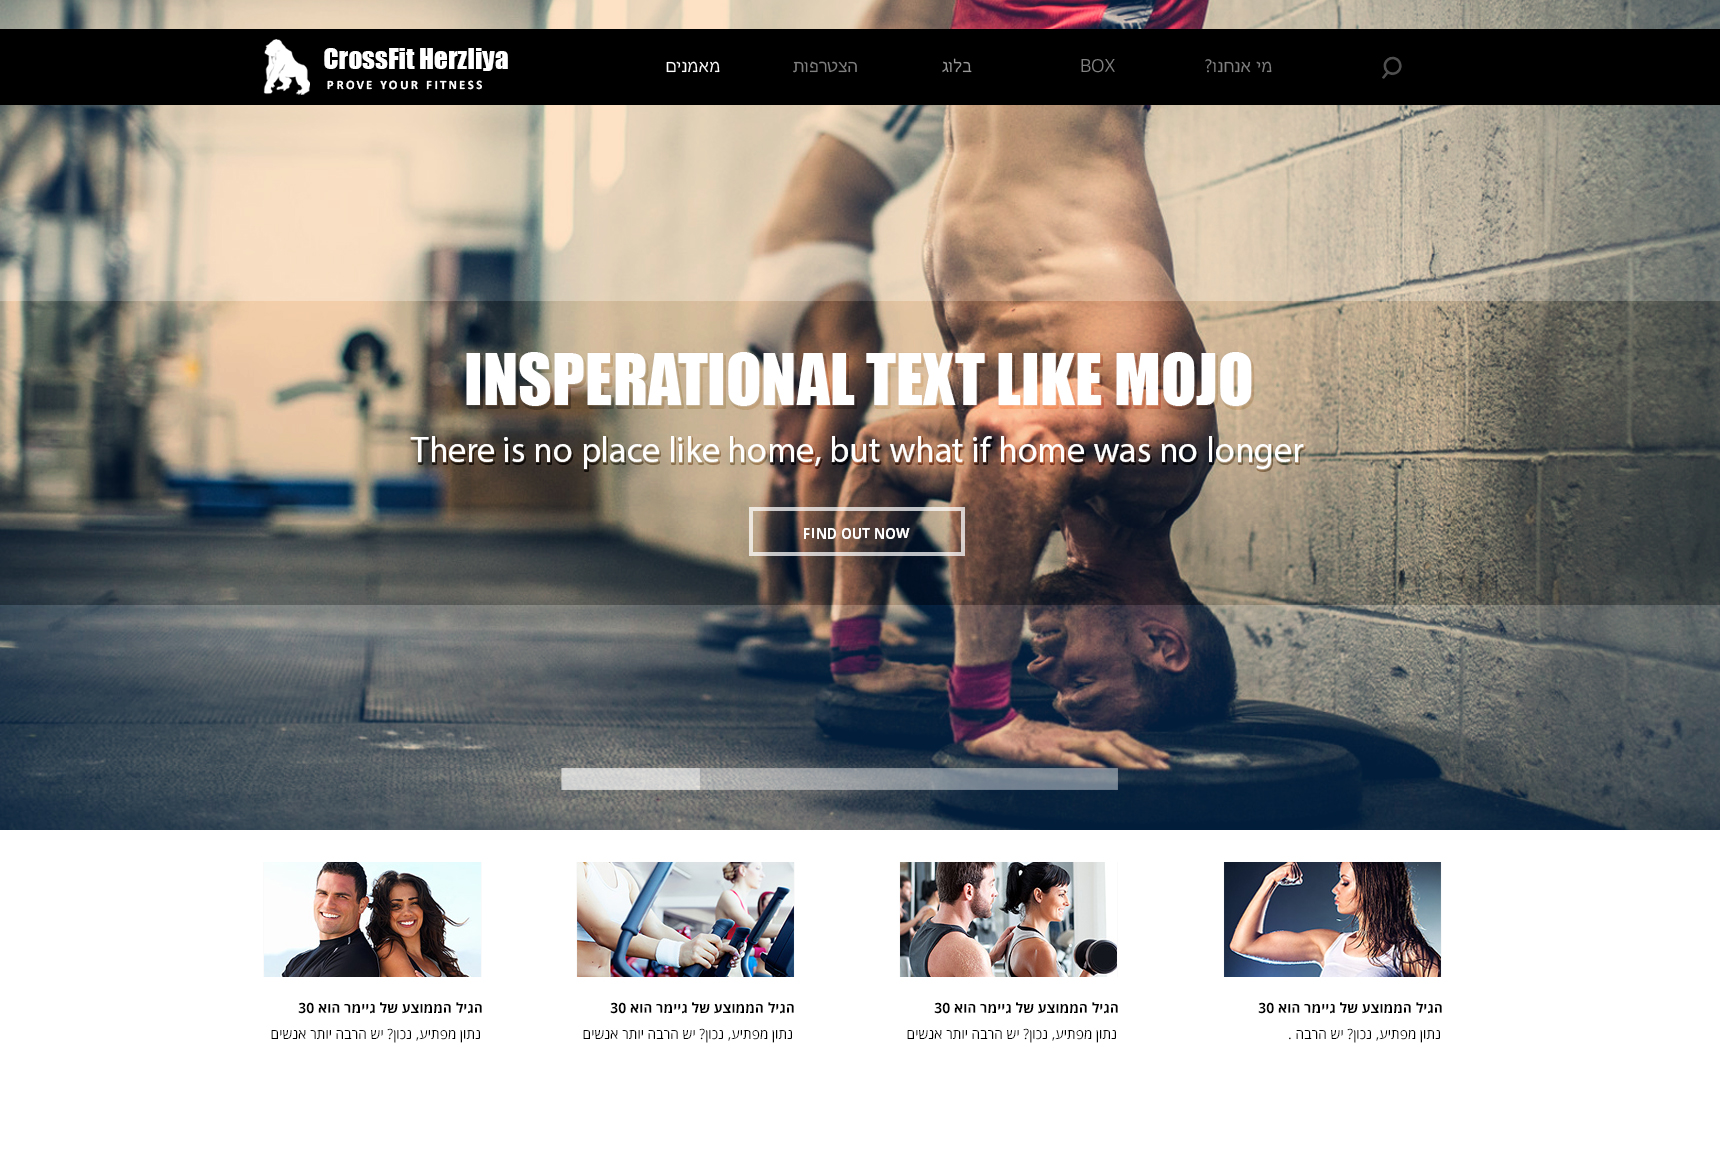 CrossFit Herzliya
PROVE YOUR FITNESS
מאמנים
הצטרפות
בלוג
BOX
מי אנחנו?
INSPERATIONAL TEXT LIKE MOJO
There is no place like home, but what if home was no longer
FIND OUT NOW
הגיל הממוצע של גיימר הוא 30
נתון מפתיע, נכון? יש הרבה יותר אנשים
הגיל הממוצע של גיימר הוא 30
נתון מפתיע, נכון? יש הרבה יותר אנשים
הגיל הממוצע של גיימר הוא 30
נתון מפתיע, נכון? יש הרבה יותר אנשים
הגיל הממוצע של גיימר הוא 30
נתון מפתיע, נכון? יש הרבה .